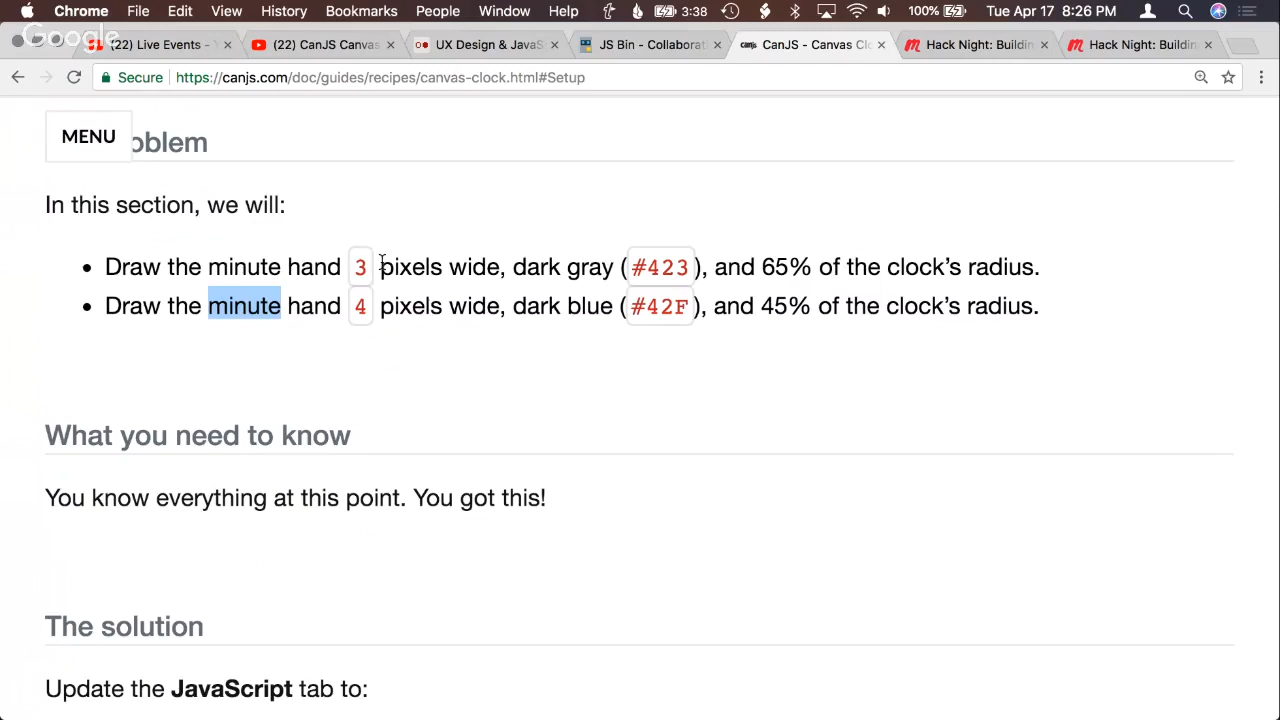 Chrome File Edit View History Bookmarks People Window Help 3:38 100% Tue Apr 17 8:26 PM
Google
(22) Live Events - Y
(22) CanJS Canvas
UX Design & Javas
JS Bin - Collaborat
CanJS - Canvas Clo
Hack Night: Building
Hack Night: Building
Secure https://canjs.com/doc/guides/recipes/canvas-clock.html#Setup
MENU oblem
In this section, we will:
• Draw the minute hand 3 pixels wide, dark gray (#423), and 65% of the clock’s radius.
• Draw the minute hand 4 pixels wide, dark blue (#42F), and 45% of the clock’s radius.
What you need to know
You know everything at this point. You got this!
The solution
Update the JavaScript tab to: